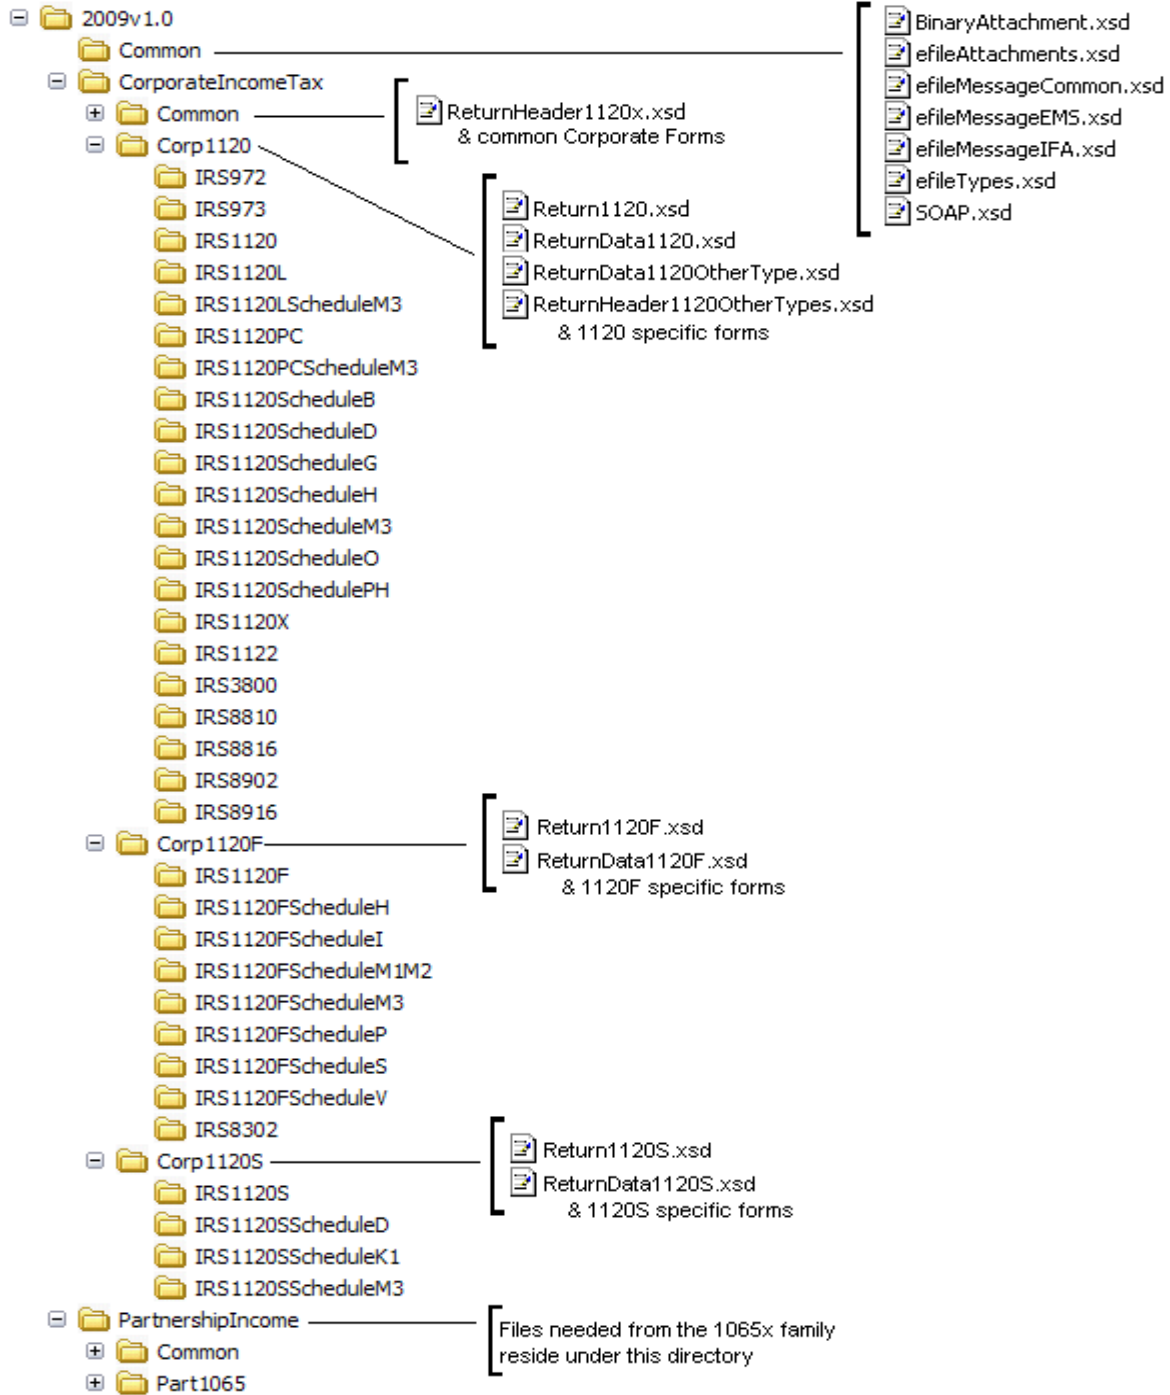 2009v1.0
Common
BinaryAttachment.xsd
efileAttachments.xsd
efileMessageCommon.xsd
efileMessageEMS.xsd
efileMessageIFA.xsd
efileTypes.xsd
SOAP.xsd
CorporateIncomeTax
Common
ReturnHeader1120x.xsd
& common Corporate Forms
Corp1120
Return1120.xsd
ReturnData1120.xsd
ReturnData1120OtherType.xsd
ReturnHeader1120OtherTypes.xsd
& 1120 specific forms
IRS972
IRS973
IRS1120
IRS1120L
IRS1120LScheduleM3
IRS1120PC
IRS1120PCScheduleM3
IRS1120ScheduleB
IRS1120ScheduleD
IRS1120ScheduleG
IRS1120ScheduleH
IRS1120ScheduleM3
IRS1120ScheduleO
IRS1120SchedulePH
IRS1120X
IRS1122
IRS3800
IRS8810
IRS8816
IRS8902
IRS8916
Corp1120F
Return1120F.xsd
ReturnData1120F.xsd
& 1120F specific forms
IRS1120F
IRS1120FScheduleH
IRS1120FScheduleI
IRS1120FScheduleM1M2
IRS1120FScheduleM3
IRS1120FScheduleP
IRS1120FScheduleS
IRS1120FScheduleV
IRS8302
Corp1120S
Return1120S.xsd
ReturnData1120S.xsd
& 1120S specific forms
IRS1120S
IRS1120SScheduleD
IRS1120SScheduleK1
IRS1120SScheduleM3
PartnershipIncome
Files needed from the 1065x family
reside under this directory
Common
Part1065